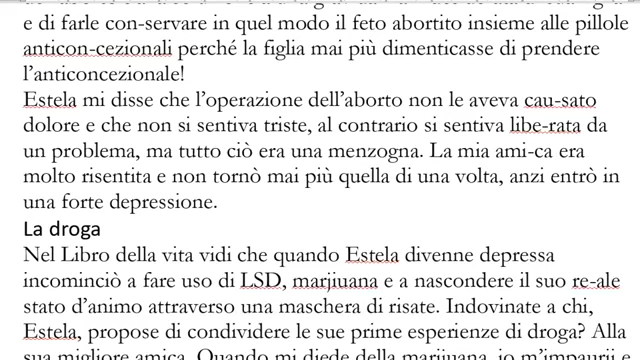 e di farle con-servare in quel modo il feto abortito insieme alle pillole
anticon-cezionali perché la figlia mai più dimenticasse di prendere
l'anticoncezionale!
Estela mi disse che l'operazione dell'aborto non le aveva cau-sato
dolore e che non si sentiva triste, al contrario si sentiva libe-rata da
un problema, ma tutto ciò era una menzogna. La mia ami-ca era
molto risentita e non tornò mai più quella di una volta, anzi entrò in
una forte depressione.
La droga
Nel Libro della vita vidi che quando Estela divenne depressa
incominciò a fare uso di LSD, marjiuana e a nascondere il suo re-ale
stato d'animo attraverso una maschera di risate. Indovinate a chi,
Estela, propose di condividere le sue prime esperienze di droga? Alla
sua migliore amica. Quando mi diede della marijuana, io m'impaurii e